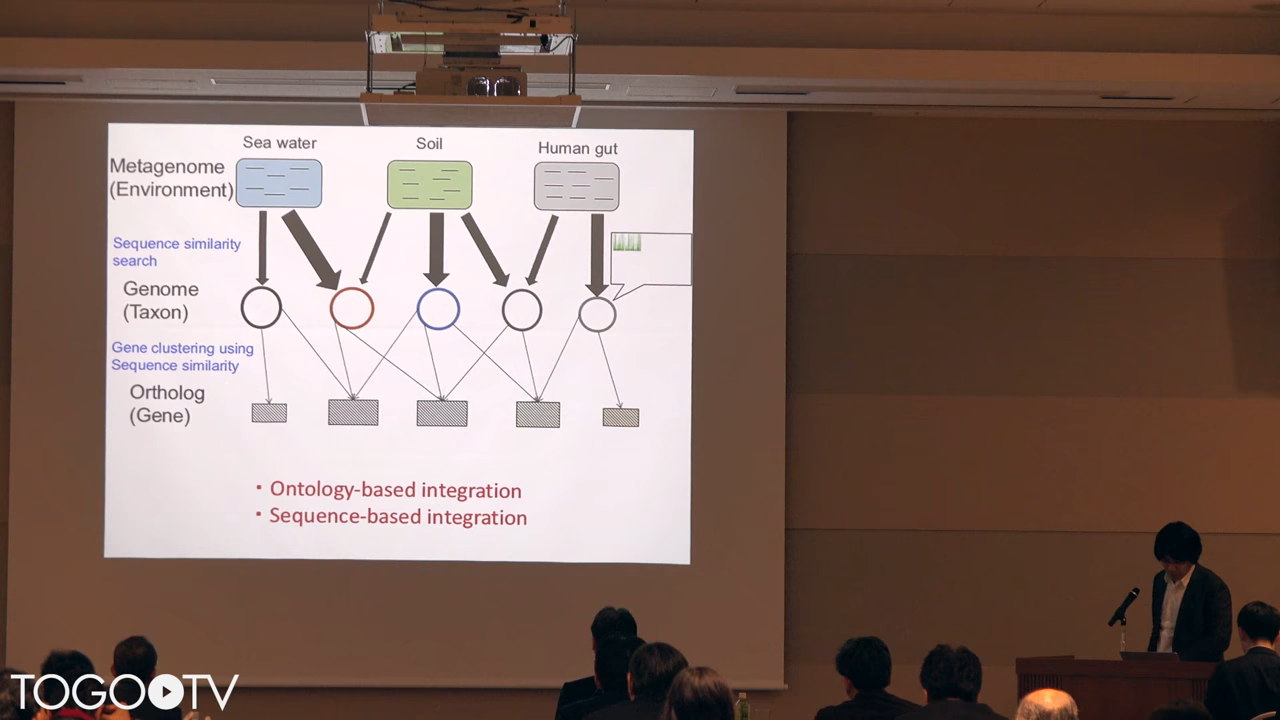 Sea water
Soil
Human gut
Metagenome
(Environment)
Sequence similarity
search
Genome
(Taxon)
Gene clustering using
Sequence similarity
Ortholog
(Gene)
・Ontology-based integration
・Sequence-based integration
TOGO TV